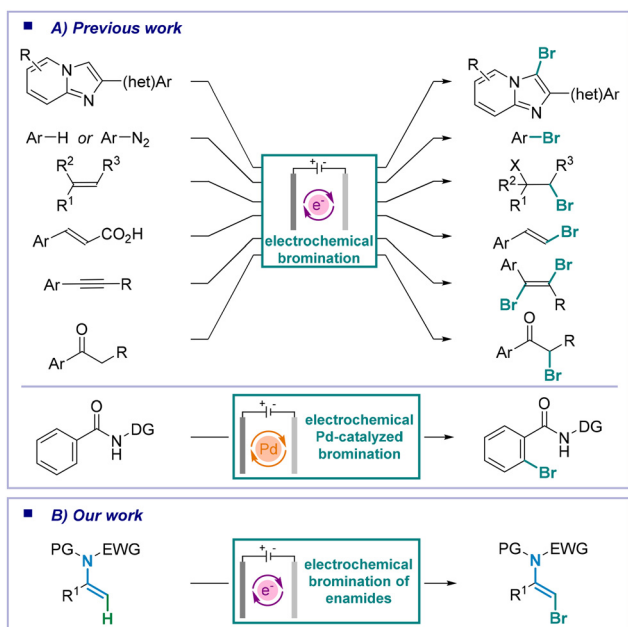 A) Previous work
R
N
N
(het)Ar
Br
R
N
N
(het)Ar
Ar–H or Ar–N2
Ar–Br
R2 R3
R1
X R3
R2
R1 Br
+ -
e-
electrochemical
bromination
Ar CO2H
Ar Br
Ar R
Ar Br
Br R
O
Ar R
O
Ar R
Br
O
N DG
H
+ -
Pd
electrochemical
Pd-catalyzed
bromination
O
N DG
H
Br
B) Our work
PG N EWG
R1
H
+ -
e-
electrochemical
bromination of
enamides
PG N EWG
R1
Br